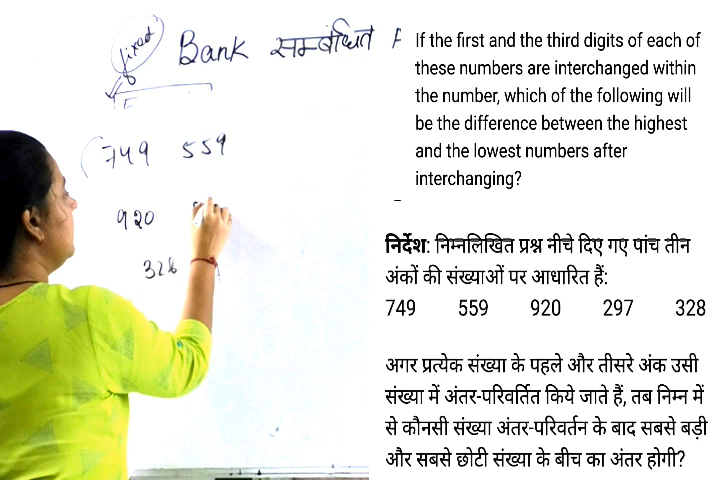 fixed
Bank सम्बंधित
749 559
920
328
If the first and the third digits of each of
these numbers are interchanged within
the number, which of the following will
be the difference between the highest
and the lowest numbers after
interchanging?
निर्देश: निम्नलिखित प्रश्न नीचे दिए गए पांच तीन
अंकों की संख्याओं पर आधारित हैं:
749 559 920 297 328
अगर प्रत्येक संख्या के पहले और तीसरे अंक उसी
संख्या में अंतर-परिवर्तित किये जाते हैं, तब निम्न में
से कौनसी संख्या अंतर-परिवर्तन के बाद सबसे बड़ी
और सबसे छोटी संख्या के बीच का अंतर होगी?